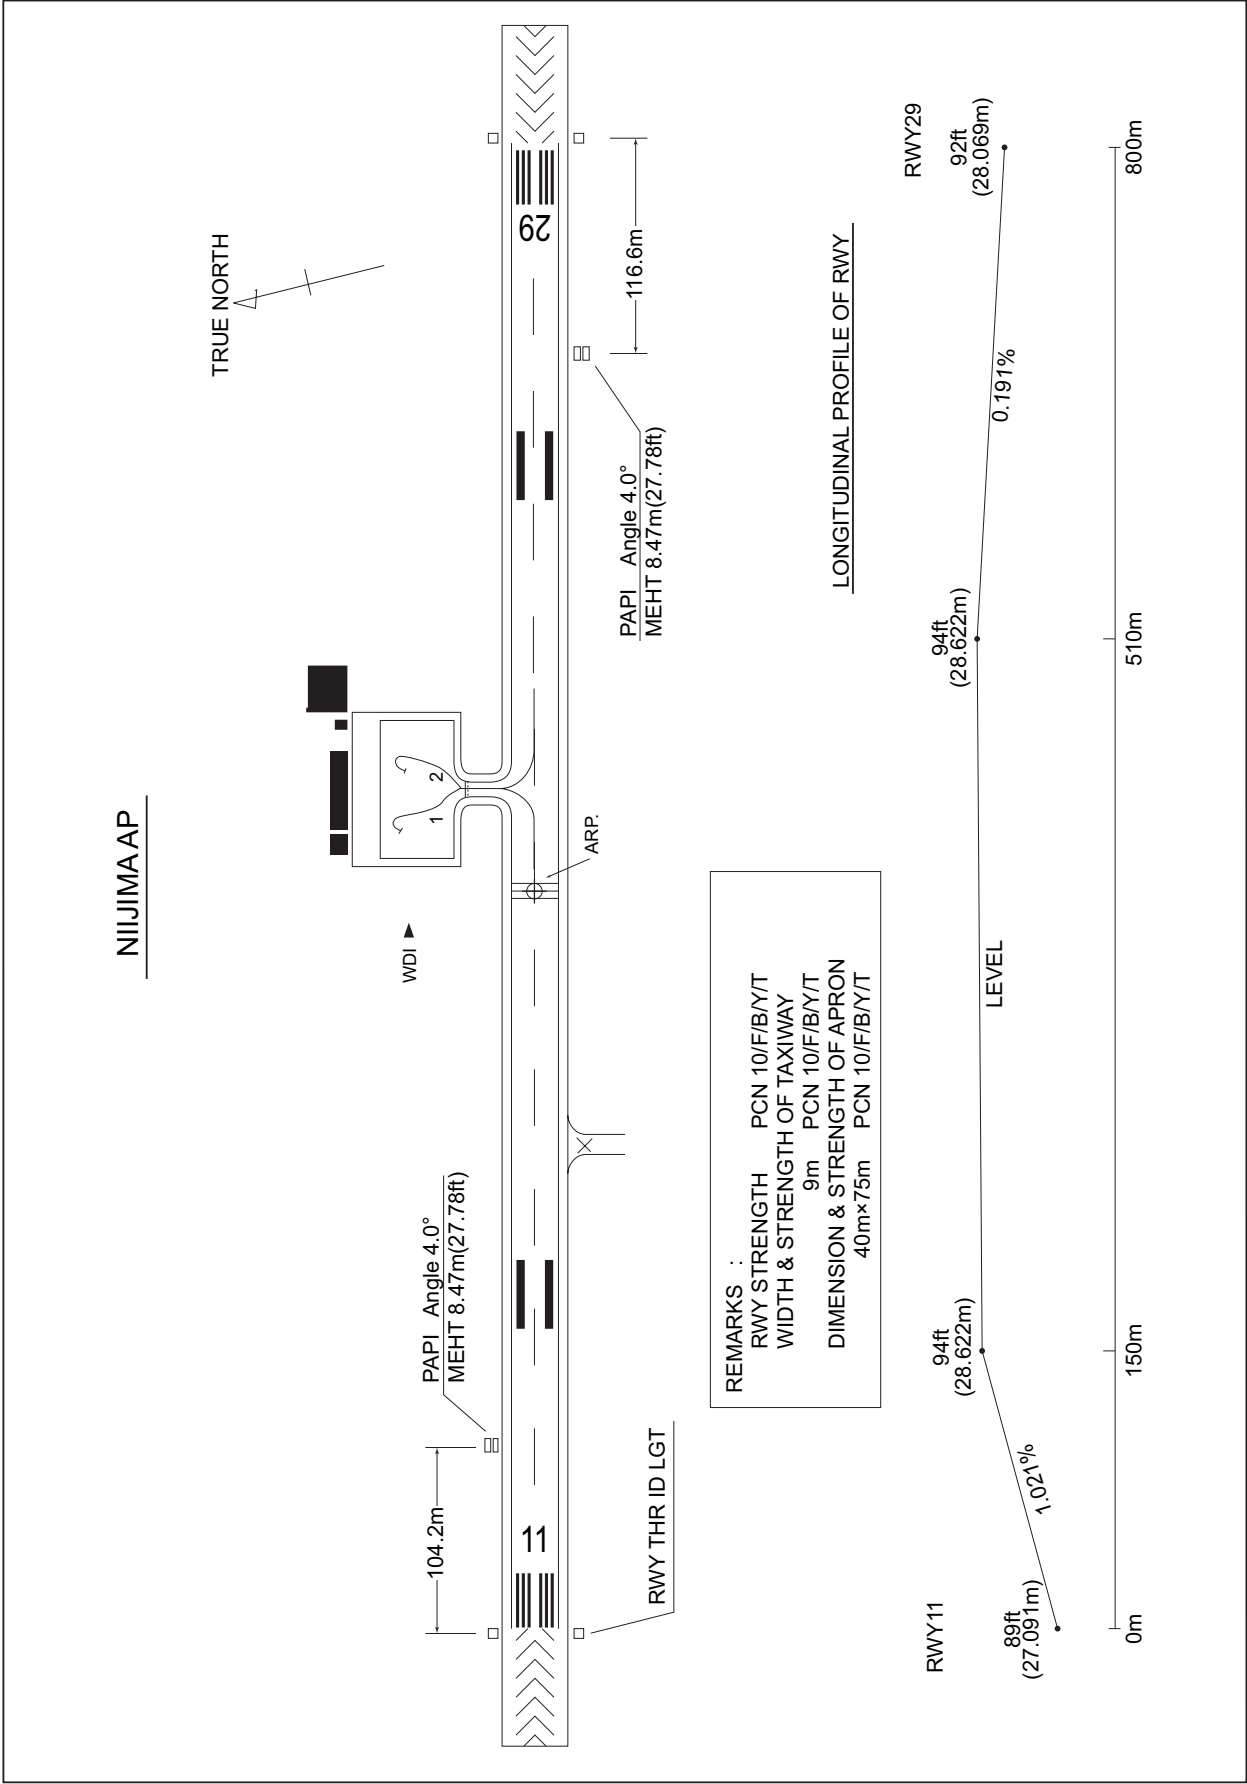 NIIJIMA AP
TRUE NORTH
WDI
1
2
104.2m
PAPI Angle 4.0°
MEHT 8.47m(27.78ft)
11
29
ARP.
RWY THR ID LGT
PAPI Angle 4.0°
MEHT 8.47m(27.78ft)
116.6m
REMARKS :
RWY STRENGTH PCN 10/F/B/Y/T
WIDTH & STRENGTH OF TAXIWAY
9m PCN 10/F/B/Y/T
DIMENSION & STRENGTH OF APRON
40m×75m PCN 10/F/B/Y/T
LONGITUDINAL PROFILE OF RWY
RWY11
89ft
(27.091m)
1.021%
94ft
(28.622m)
LEVEL
94ft
(28.622m)
0.191%
RWY29
92ft
(28.069m)
0m
150m
510m
800m